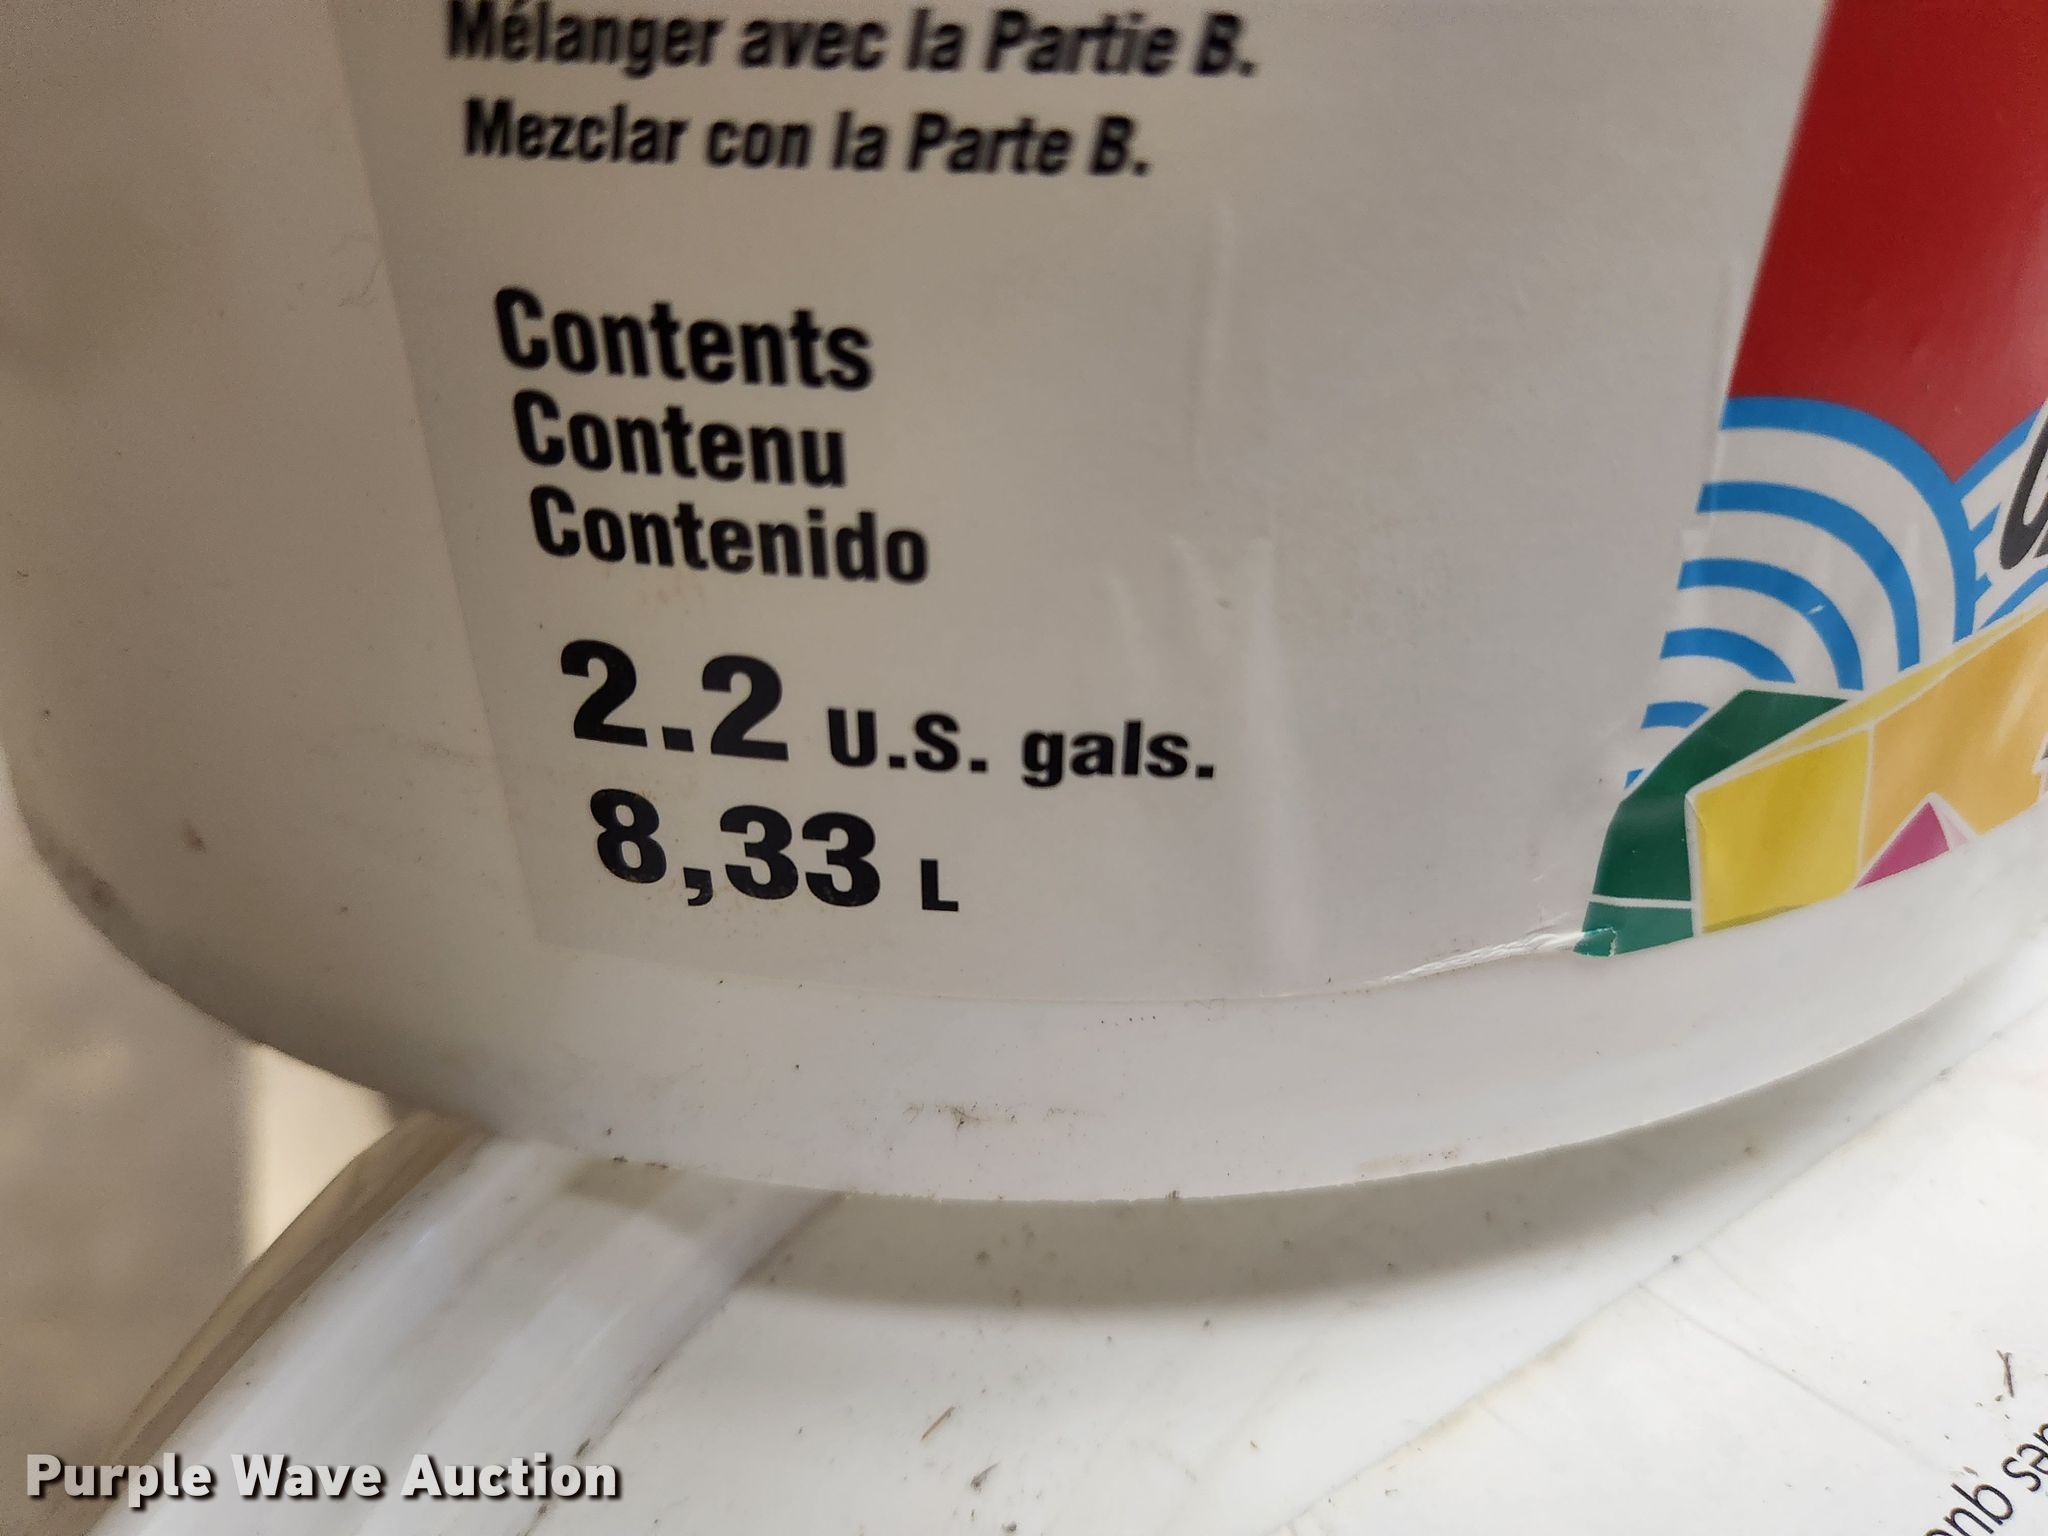 Mélanger avec la Partie B.
Mezclar con la Parte B.
Contents
Contenu
Contenido
2.2 U.S. gals.
8,33 L
Purple Wave Auction